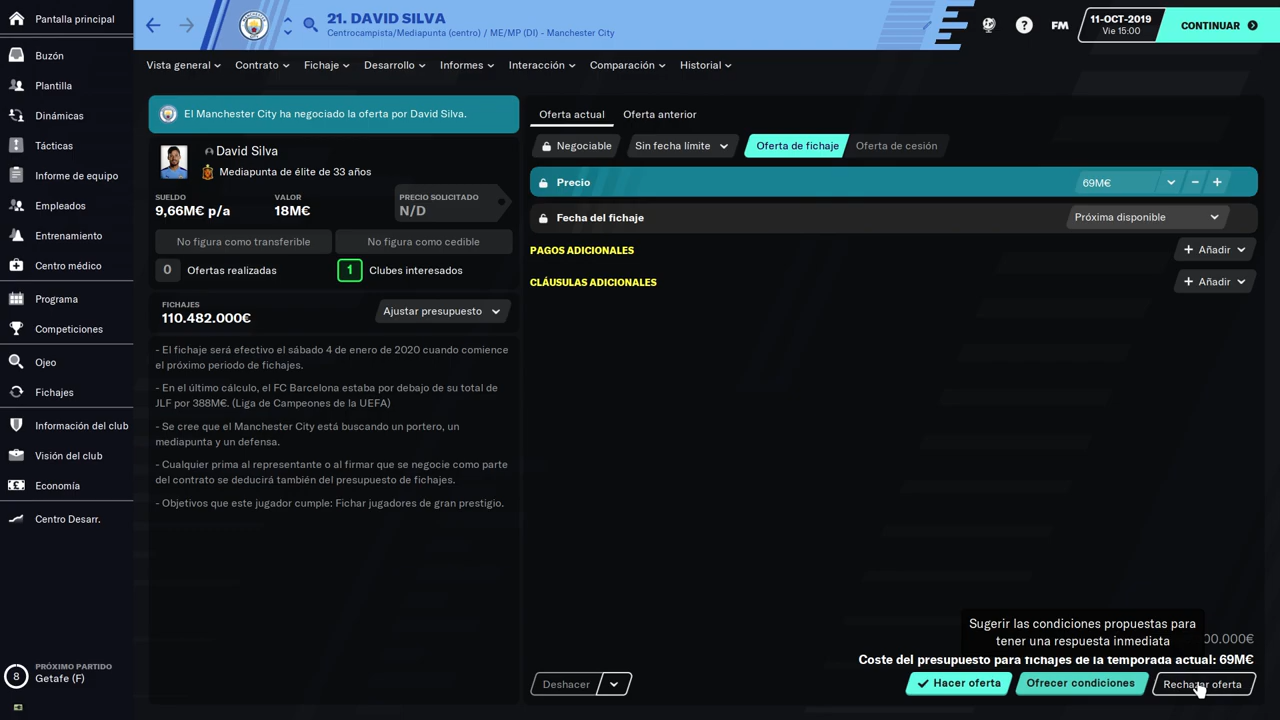 Pantalla principal
21. DAVID SILVA
Centrocampista/Mediapunta (centro) / ME/MP (DI) - Manchester City
FM
11-OCT-2019
Vie 15:00
CONTINUAR
Buzón
Plantilla
Dinámicas
Tácticas
Informe de equipo
Empleados
Entrenamiento
Centro médico
Programa
Competiciones
Ojeo
Fichajes
Información del club
Visión del club
Economía
Centro Desarr.
PRÓXIMO PARTIDO
8
Getafe (F)
Vista general
Contrato
Fichaje
Desarrollo
Informes
Interacción
Comparación
Historial
El Manchester City ha negociado la oferta por David Silva.
David Silva
Mediapunta de élite de 33 años
SUELDO
9,66M€ p/a
VALOR
18M€
PRECIO SOLICITADO
N/D
No figura como transferible
No figura como cedible
0 Ofertas realizadas
1 Clubes interesados
FICHAJES
110.482.000€
Ajustar presupuesto
- El fichaje será efectivo el sábado 4 de enero de 2020 cuando comience
el próximo periodo de fichajes.
- En el último cálculo, el FC Barcelona estaba por debajo de su total de
JLF por 388M€. (Liga de Campeones de la UEFA)
- Se cree que el Manchester City está buscando un portero, un
mediapunta y un defensa.
- Cualquier prima al representante o al firmar que se negocie como parte
del contrato se deducirá también del presupuesto de fichajes.
- Objetivos que este jugador cumple: Fichar jugadores de gran prestigio.
Oferta actual
Oferta anterior
Negociable
Sin fecha límite
Oferta de fichaje
Oferta de cesión
Precio
69M€
Fecha del fichaje
Próxima disponible
PAGOS ADICIONALES
+ Añadir
CLÁUSULAS ADICIONALES
+ Añadir
Sugerir las condiciones propuestas para
tener una respuesta inmediata
00.000€
Coste del presupuesto para fichajes de la temporada actual: 69M€
Deshacer
Hacer oferta
Ofrecer condiciones
Rechazar oferta